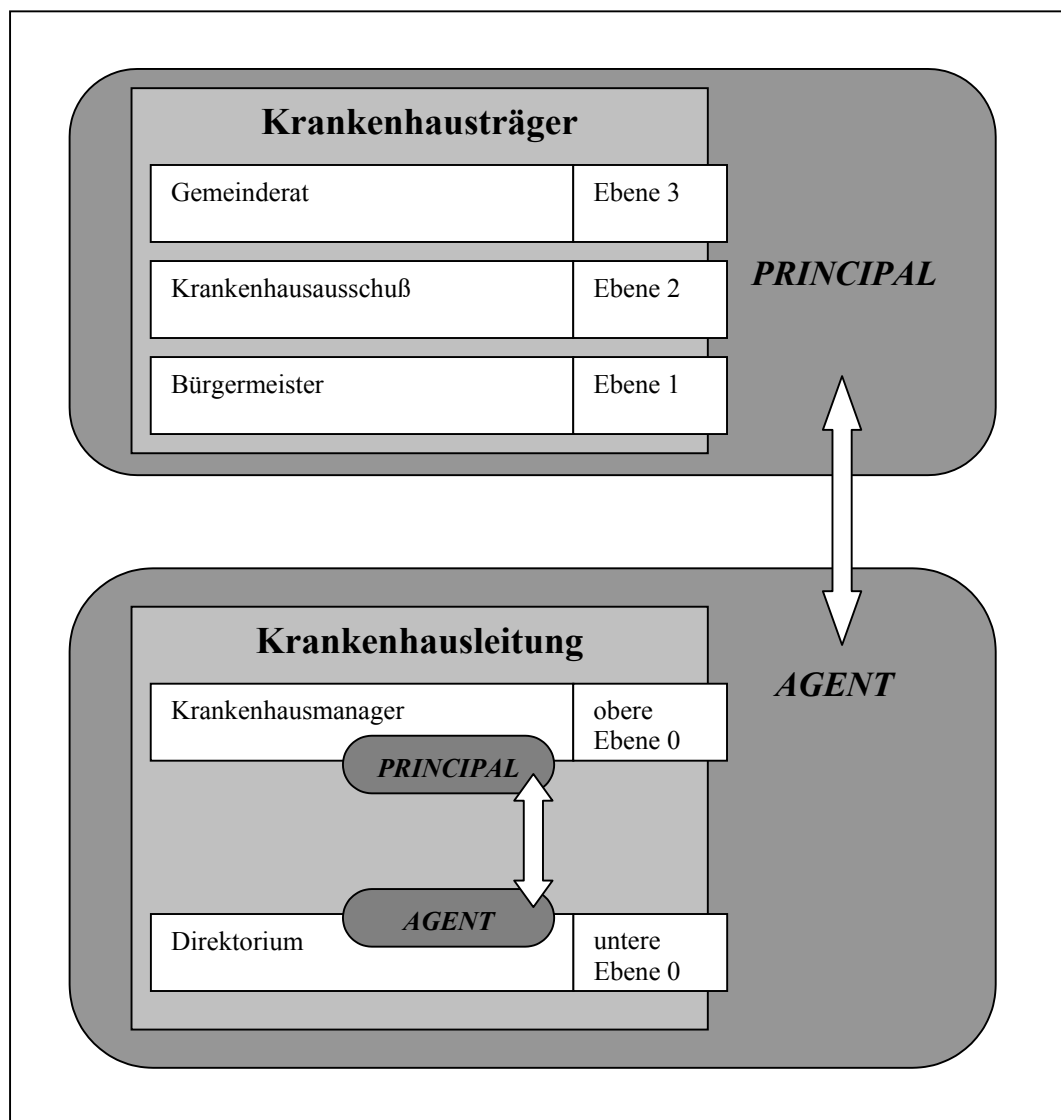 Krankenhausträger
Gemeinderat
Ebene 3
Krankenhausausschuß
Ebene 2
PRINCIPAL
Bürgermeister
Ebene 1
Krankenhausleitung
AGENT
Krankenhausmanager
obere
Ebene 0
PRINCIPAL
AGENT
Direktorium
untere
Ebene 0